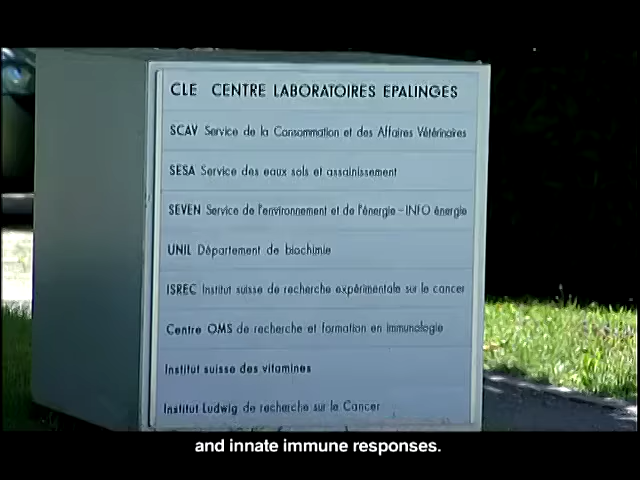 CLE CENTRE LABORATOIRES EPALINGES
SCAV Service de la Consommation et des Affaires Vétérinaires
SESA Service des eaux sols et assainissement
SEVEN Service de l'environnement et de l'énergie - INFO énergie
UNIL Département de biochimie
ISREC Institut suisse de recherche expérimentale sur le cancer
Centre OMS de recherche et formation en immunologie
Institut suisse des vitamines
Institut Ludwig de recherche sur le Cancer
and innate immune responses.